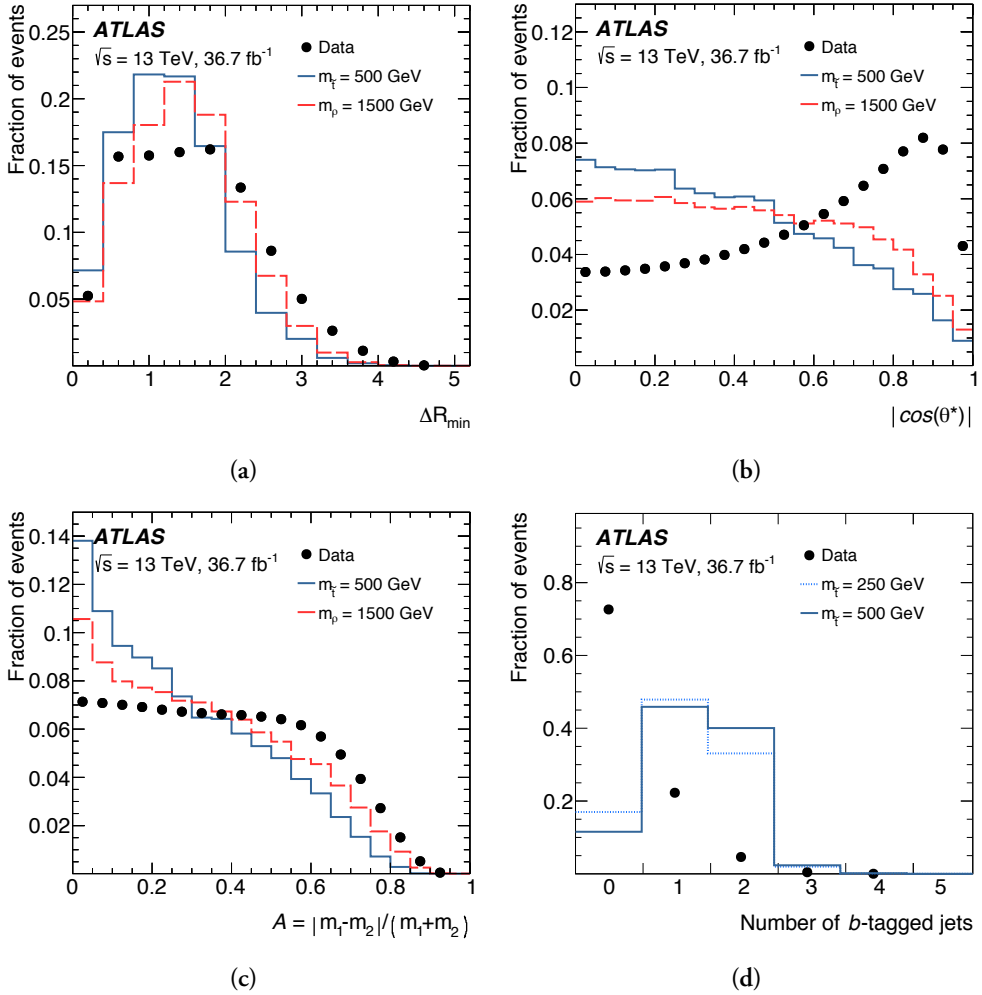 Fraction of events
0.25
0.2
0.15
0.1
0.05
ATLAS
√s = 13 TeV, 36.7 fb⁻¹
Data
m_t̃ = 500 GeV
m_ρ = 1500 GeV
0 1 2 3 4 5
ΔR_min
(a)
Fraction of events
0.12
0.1
0.08
0.06
0.04
0.02
ATLAS
√s = 13 TeV, 36.7 fb⁻¹
Data
m_t̃ = 500 GeV
m_ρ = 1500 GeV
0 0.2 0.4 0.6 0.8 1
|cos(θ*)|
(b)
Fraction of events
0.14
0.12
0.1
0.08
0.06
0.04
0.02
ATLAS
√s = 13 TeV, 36.7 fb⁻¹
Data
m_t̃ = 500 GeV
m_ρ = 1500 GeV
0 0.2 0.4 0.6 0.8 1
A = |m₁-m₂|/(m₁+m₂)
(c)
Fraction of events
0.8
0.6
0.4
0.2
ATLAS
√s = 13 TeV, 36.7 fb⁻¹
Data
m_t̃ = 250 GeV
m_t̃ = 500 GeV
0 1 2 3 4 5
Number of b-tagged jets
(d)